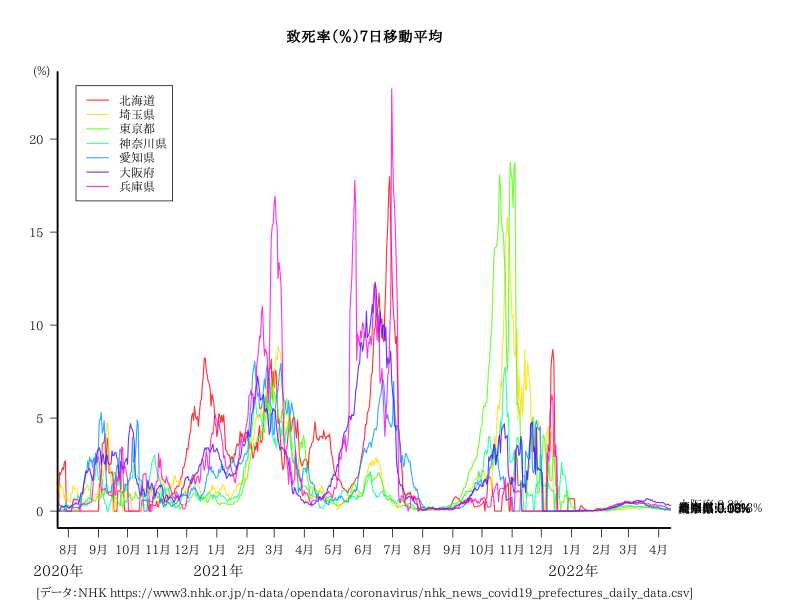 致死率(%)7日移動平均
(%)
北海道
埼玉県
東京都
神奈川県
愛知県
大阪府
兵庫県
20
15
10
5
0
8月 9月 10月 11月 12月 1月 2月 3月 4月 5月 6月 7月 8月 9月 10月 11月 12月 1月 2月 3月 4月
2020年 2021年 2022年
[データ:NHK https://www3.nhk.or.jp/n-data/opendata/coronavirus/nhk_news_covid19_prefectures_daily_data.csv]